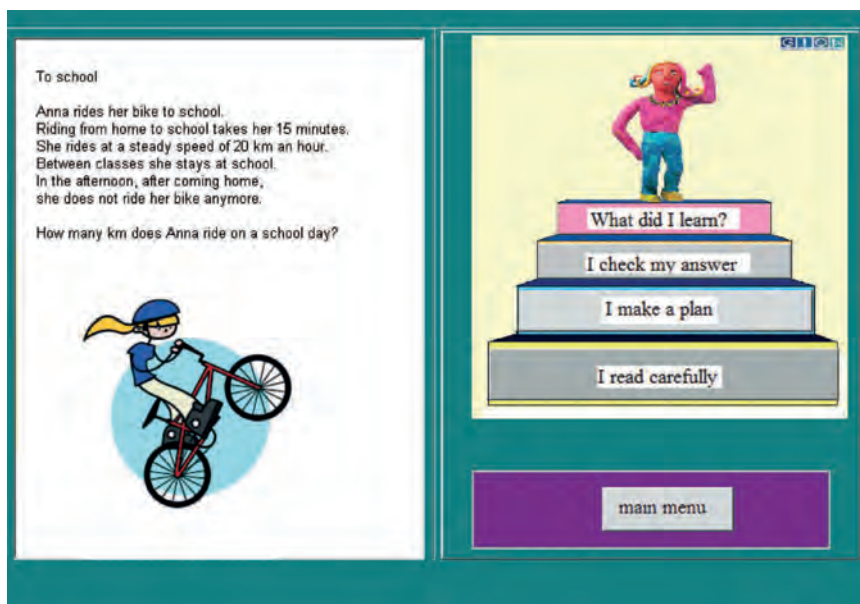 To school
Anna rides her bike to school.
Riding from home to school takes her 15 minutes.
She rides at a steady speed of 20 km an hour.
Between classes she stays at school.
In the afternoon, after coming home,
she does not ride her bike anymore.
How many km does Anna ride on a school day?
What did I learn?
I check my answer
I make a plan
I read carefully
main menu